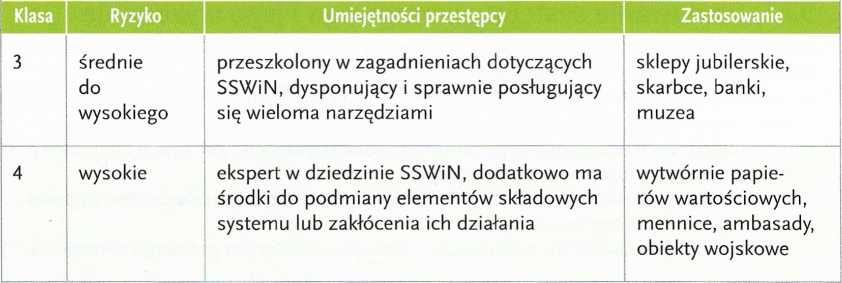 Klasa Ryzyko Umiejętności przestępcy Zastosowanie
3 średnie przeszkolony w zagadnieniach dotyczących sklepy jubilerskie,
do SSWiN, dysponujący i sprawnie posługujący skarbce, banki,
wysokiego się wieloma narzędziami muzea
4 wysokie ekspert w dziedzinie SSWiN, dodatkowo ma wytwórnie papie-
środki do podmiany elementów składowych rów wartościowych,
systemu lub zakłócenia ich działania mennice, ambasady,
obiekty wojskowe